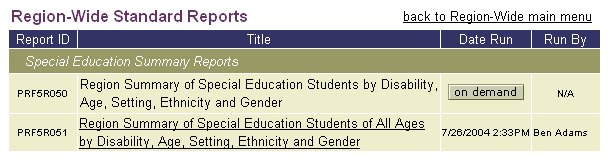 Region-Wide Standard Reports back to Region-Wide main menu
Report ID Title Date Run Run By
Special Education Summary Reports
PRF5R050 Region Summary of Special Education Students by Disability, on demand N/A
Age, Setting, Ethnicity and Gender
PRF5R051 Region Summary of Special Education Students of All Ages 7/26/2004 2:33PM Ben Adams
by Disability, Age, Setting, Ethnicity and Gender